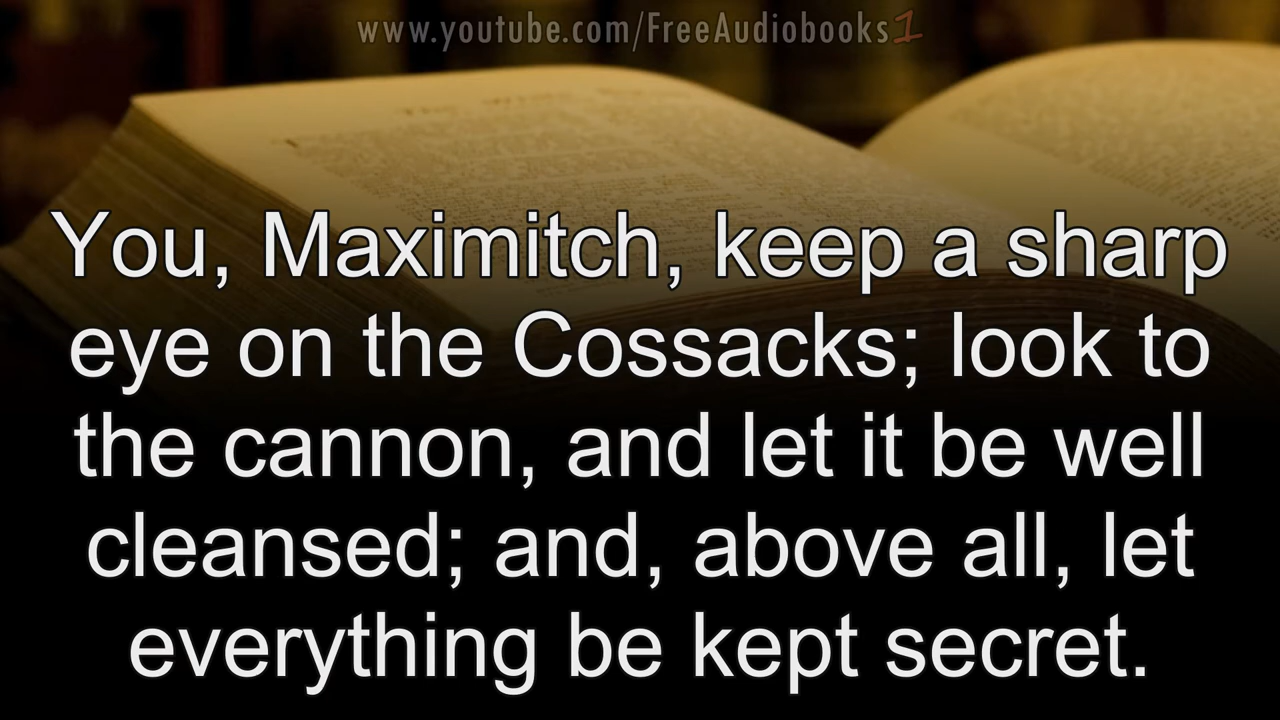 www.youtube.com/FreeAudiobooks1
You, Maximitch, keep a sharp
eye on the Cossacks; look to
the cannon, and let it be well
cleansed; and, above all, let
everything be kept secret.